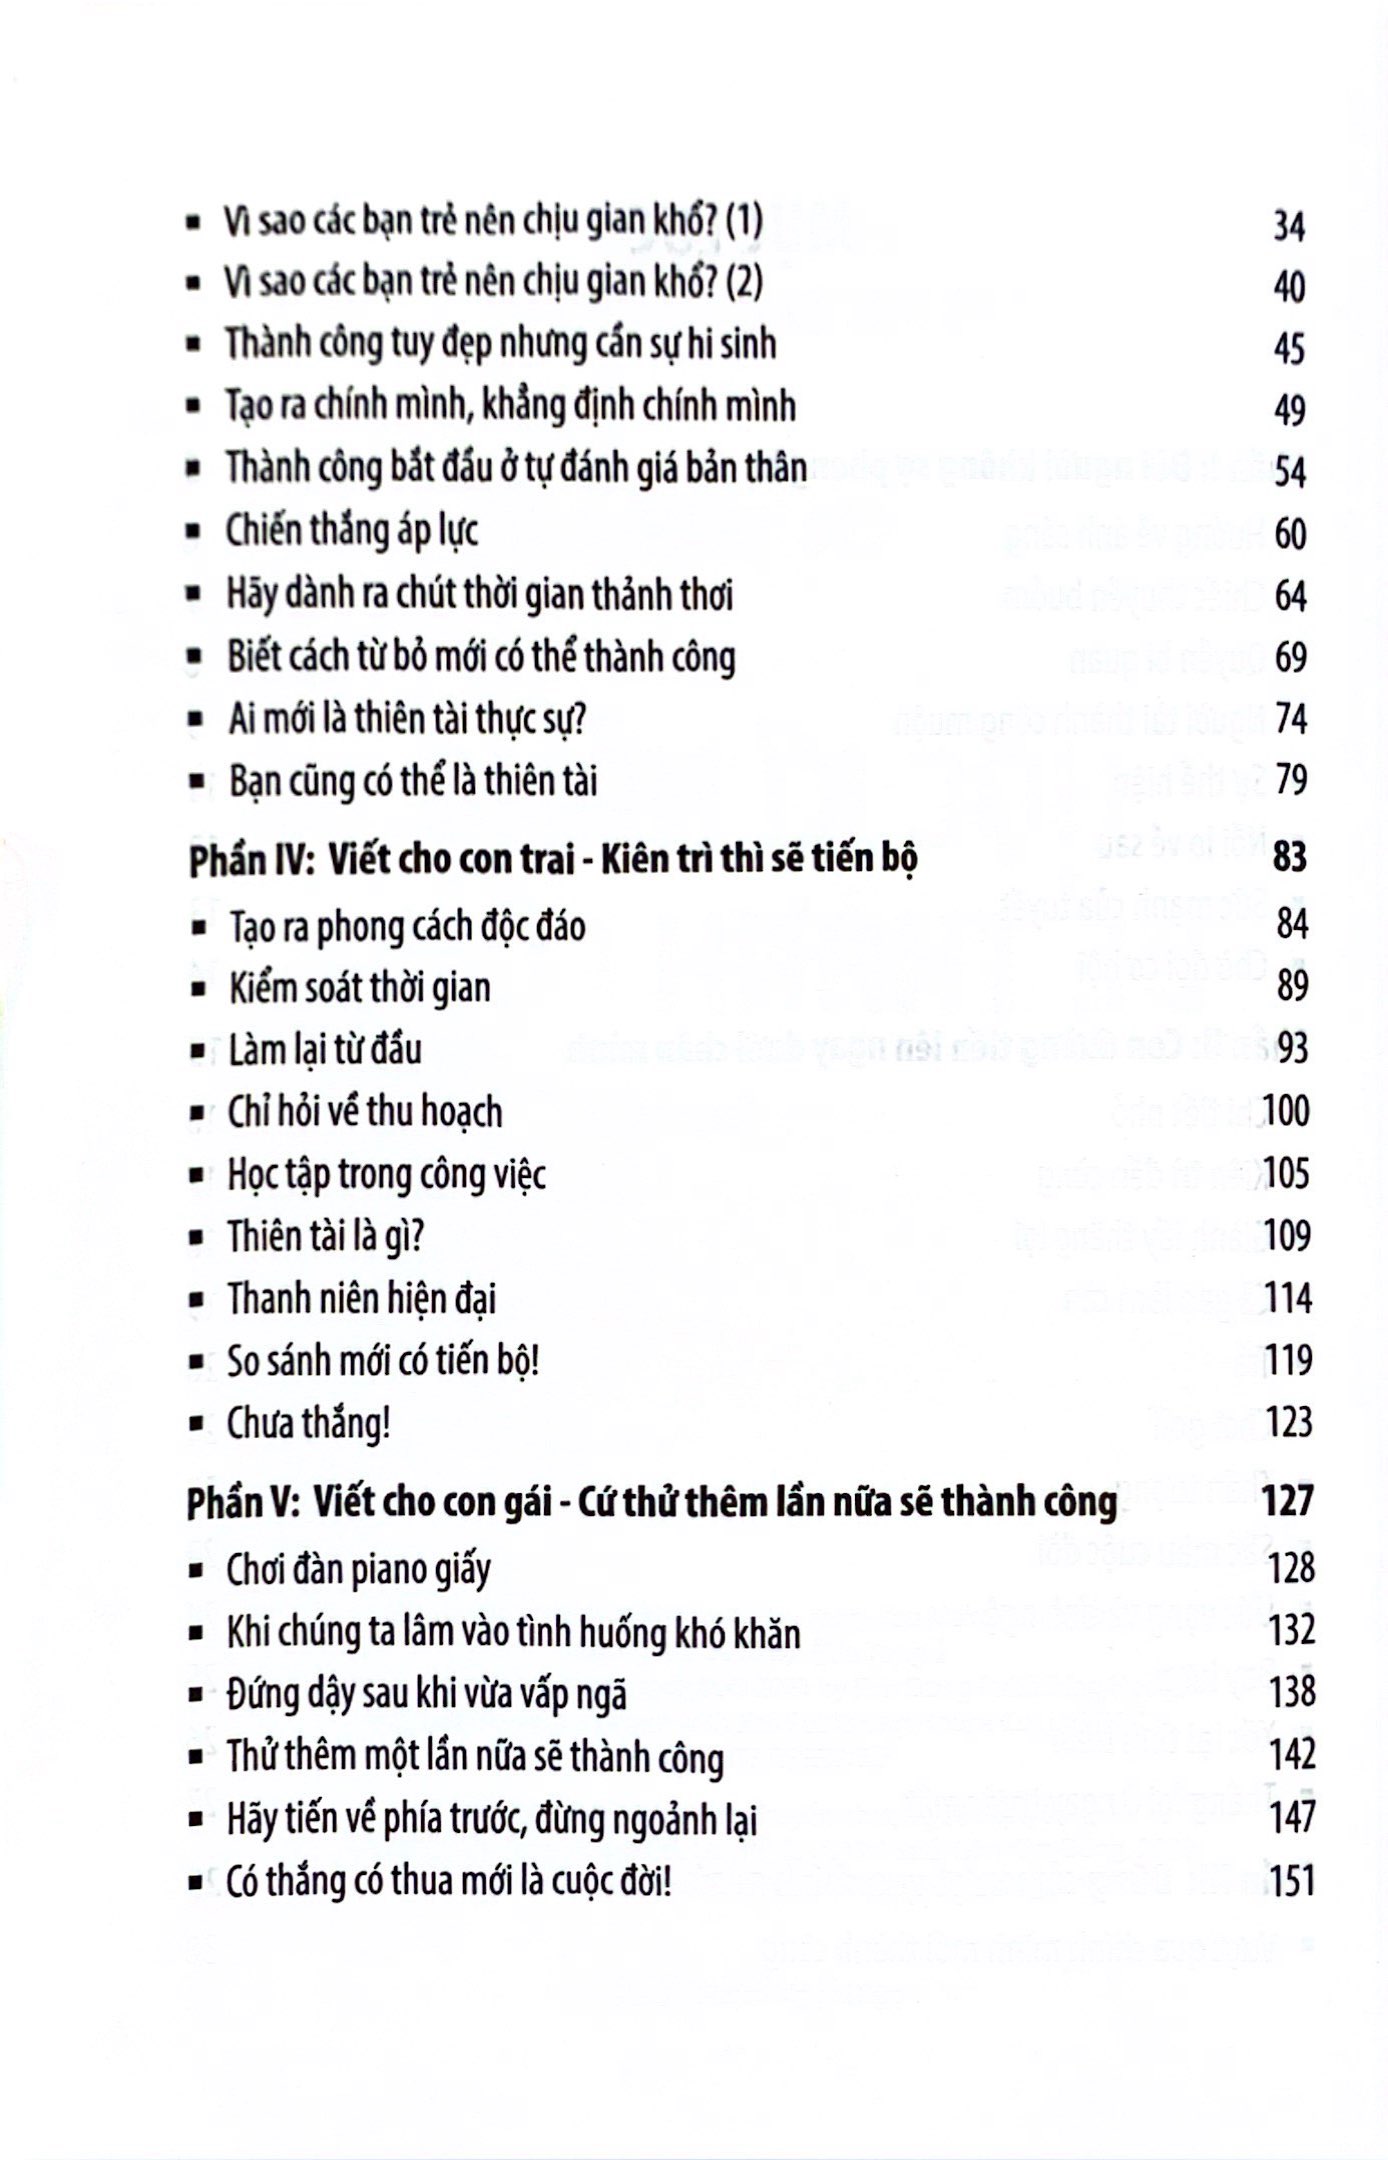 ▪ Vì sao các bạn trẻ nên chịu gian khổ? (1) 34
▪ Vì sao các bạn trẻ nên chịu gian khổ? (2) 40
▪ Thành công tuy đẹp nhưng cần sự hi sinh 45
▪ Tạo ra chính mình, khẳng định chính mình 49
▪ Thành công bắt đầu ở tự đánh giá bản thân 54
▪ Chiến thắng áp lực 60
▪ Hãy dành ra chút thời gian thảnh thơi 64
▪ Biết cách từ bỏ mới có thể thành công 69
▪ Ai mới là thiên tài thực sự? 74
▪ Bạn cũng có thể là thiên tài 79
Phần IV: Viết cho con trai - Kiên trì thì sẽ tiến bộ 83
▪ Tạo ra phong cách độc đáo 84
▪ Kiểm soát thời gian 89
▪ Làm lại từ đầu 93
▪ Chỉ hỏi về thu hoạch 100
▪ Học tập trong công việc 105
▪ Thiên tài là gì? 109
▪ Thanh niên hiện đại 114
▪ So sánh mới có tiến bộ! 119
▪ Chưa thắng! 123
Phần V: Viết cho con gái - Cứ thử thêm lần nữa sẽ thành công 127
▪ Chơi đàn piano giấy 128
▪ Khi chúng ta lâm vào tình huống khó khăn 132
▪ Đứng dậy sau khi vừa vấp ngã 138
▪ Thử thêm một lần nữa sẽ thành công 142
▪ Hãy tiến về phía trước, đừng ngoảnh lại 147
▪ Có thắng có thua mới là cuộc đời! 151